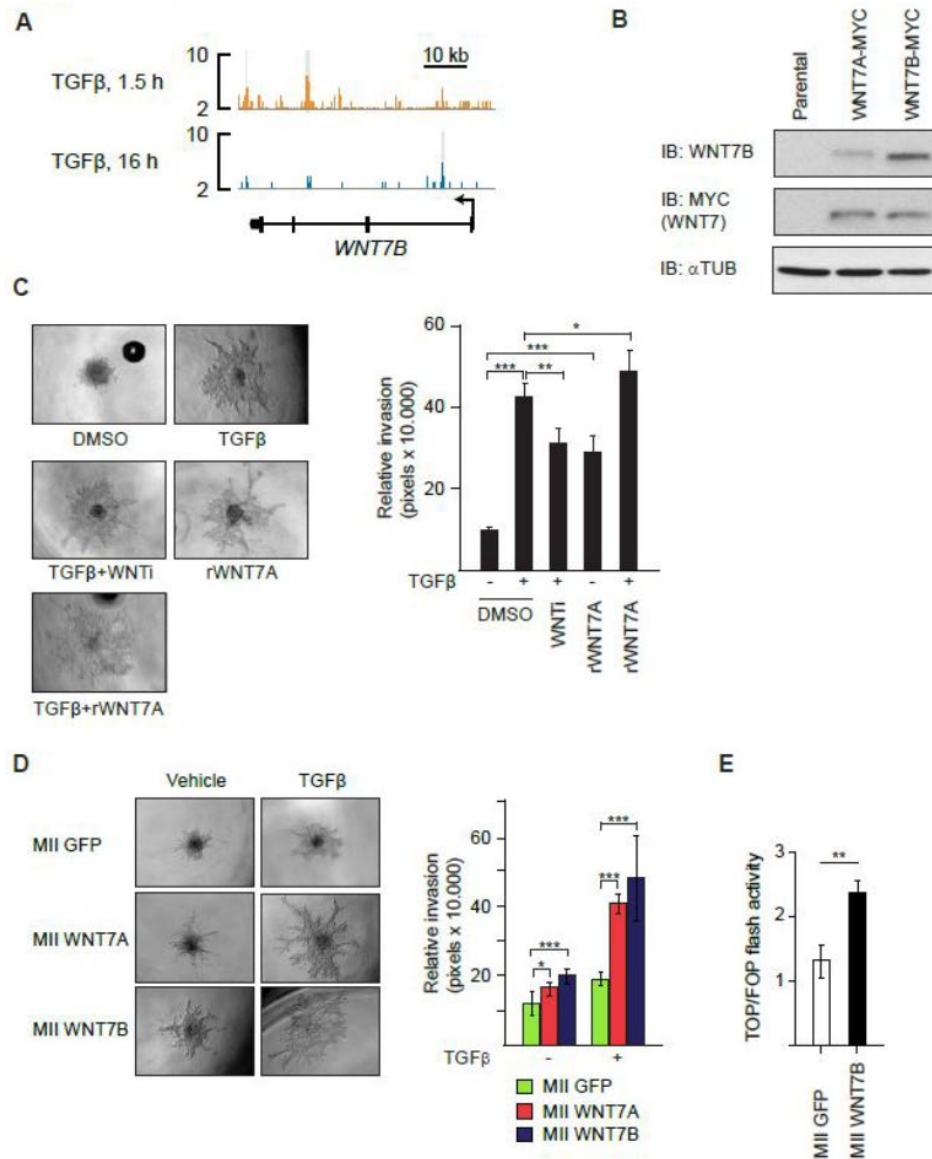 A
10
10 kb
TGFβ, 1.5 h
2
10
TGFβ, 16 h
2
WNT7B
B
Parental
WNT7A-MYC
WNT7B-MYC
IB: WNT7B
IB: MYC
(WNT7)
IB: αTUB
C
DMSO
TGFβ
TGFβ+WNTi
rWNT7A
TGFβ+rWNT7A
Relative invasion
(pixels x 10.000)
60
40
20
***
***
**
*
TGFβ - + + - +
DMSO
WNTi
rWNT7A
rWNT7A
D
Vehicle
TGFβ
MII GFP
MII WNT7A
MII WNT7B
Relative invasion
(pixels x 10.000)
60
40
20
***
*
***
***
TGFβ - +
MII GFP
MII WNT7A
MII WNT7B
E
TOP/FOP flash activity
3
2
1
0
**
MII GFP
MII WNT7B